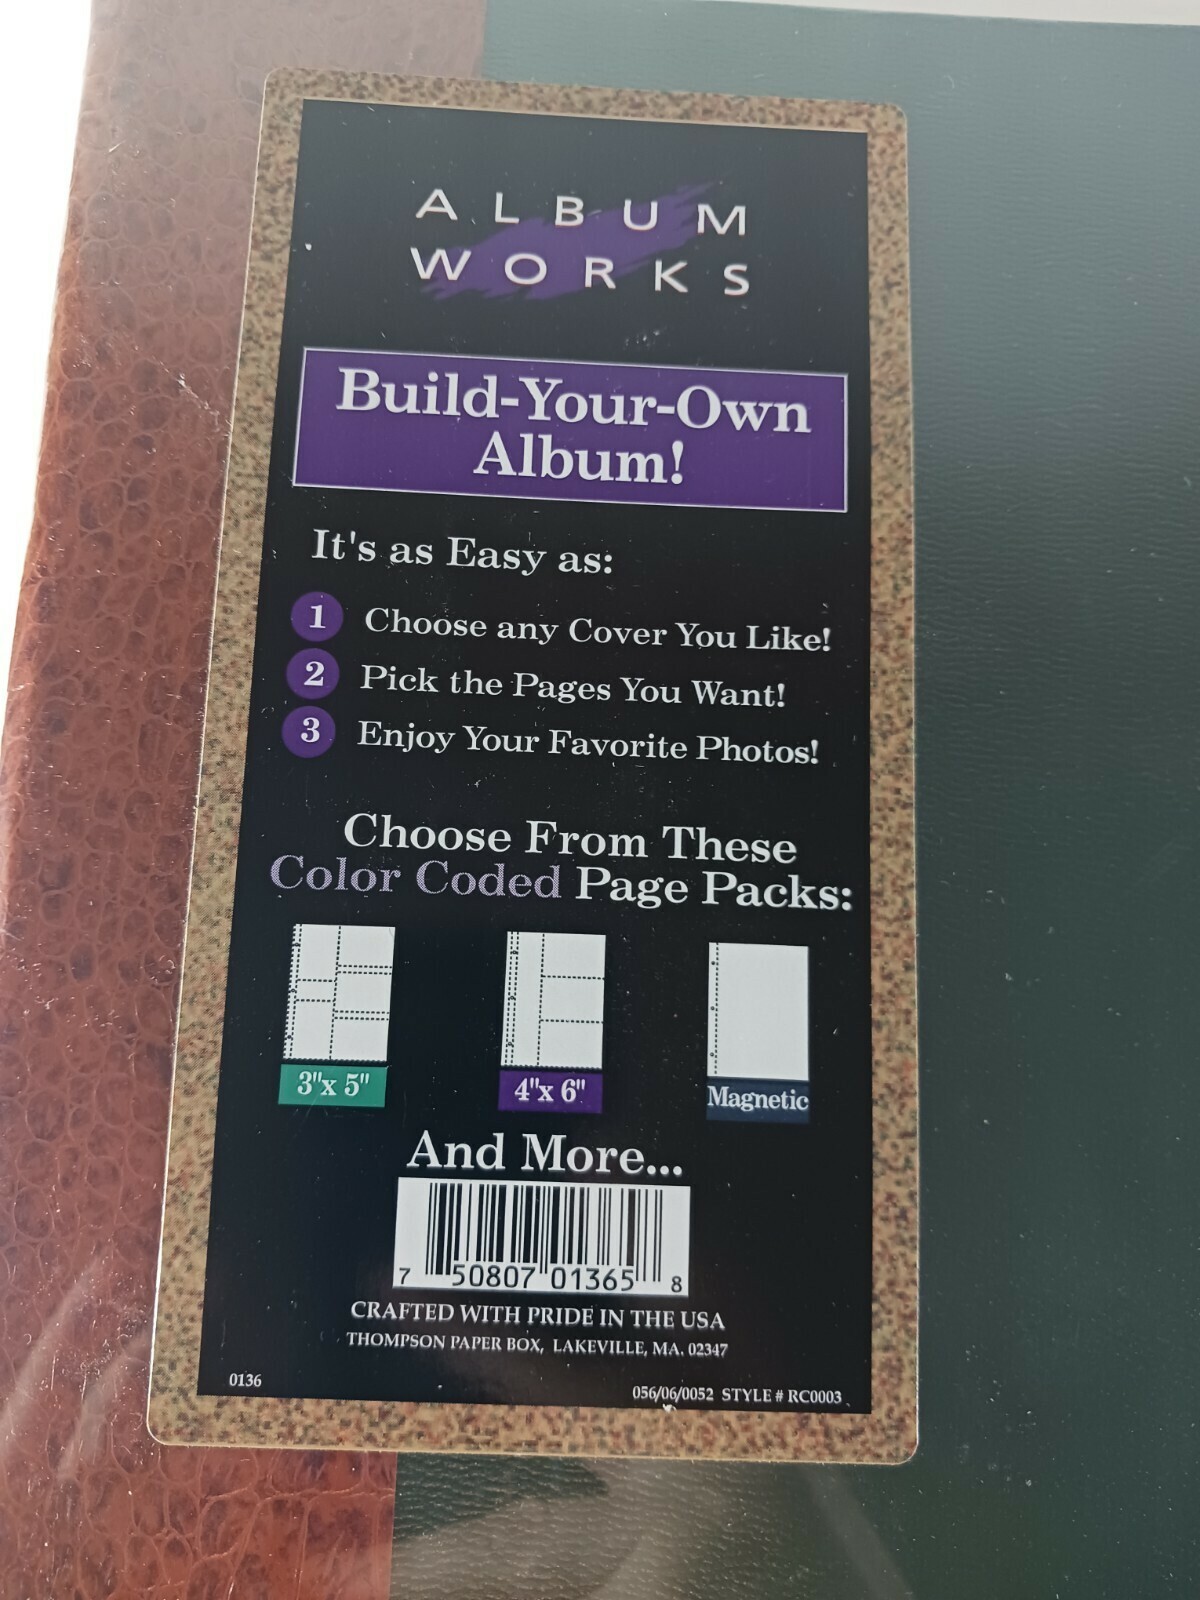 ALBUM
WORKS
Build-Your-Own
Album!
It's as Easy as:
1 Choose any Cover You Like!
2 Pick the Pages You Want!
3 Enjoy Your Favorite Photos!
Choose From These
Color Coded Page Packs:
3"x 5" 4"x 6" Magnetic
And More...
7 50807 01365 8
CRAFTED WITH PRIDE IN THE USA
THOMPSON PAPER BOX, LAKEVILLE, MA. 02347
0136 056/06/0052 STYLE # RC0003